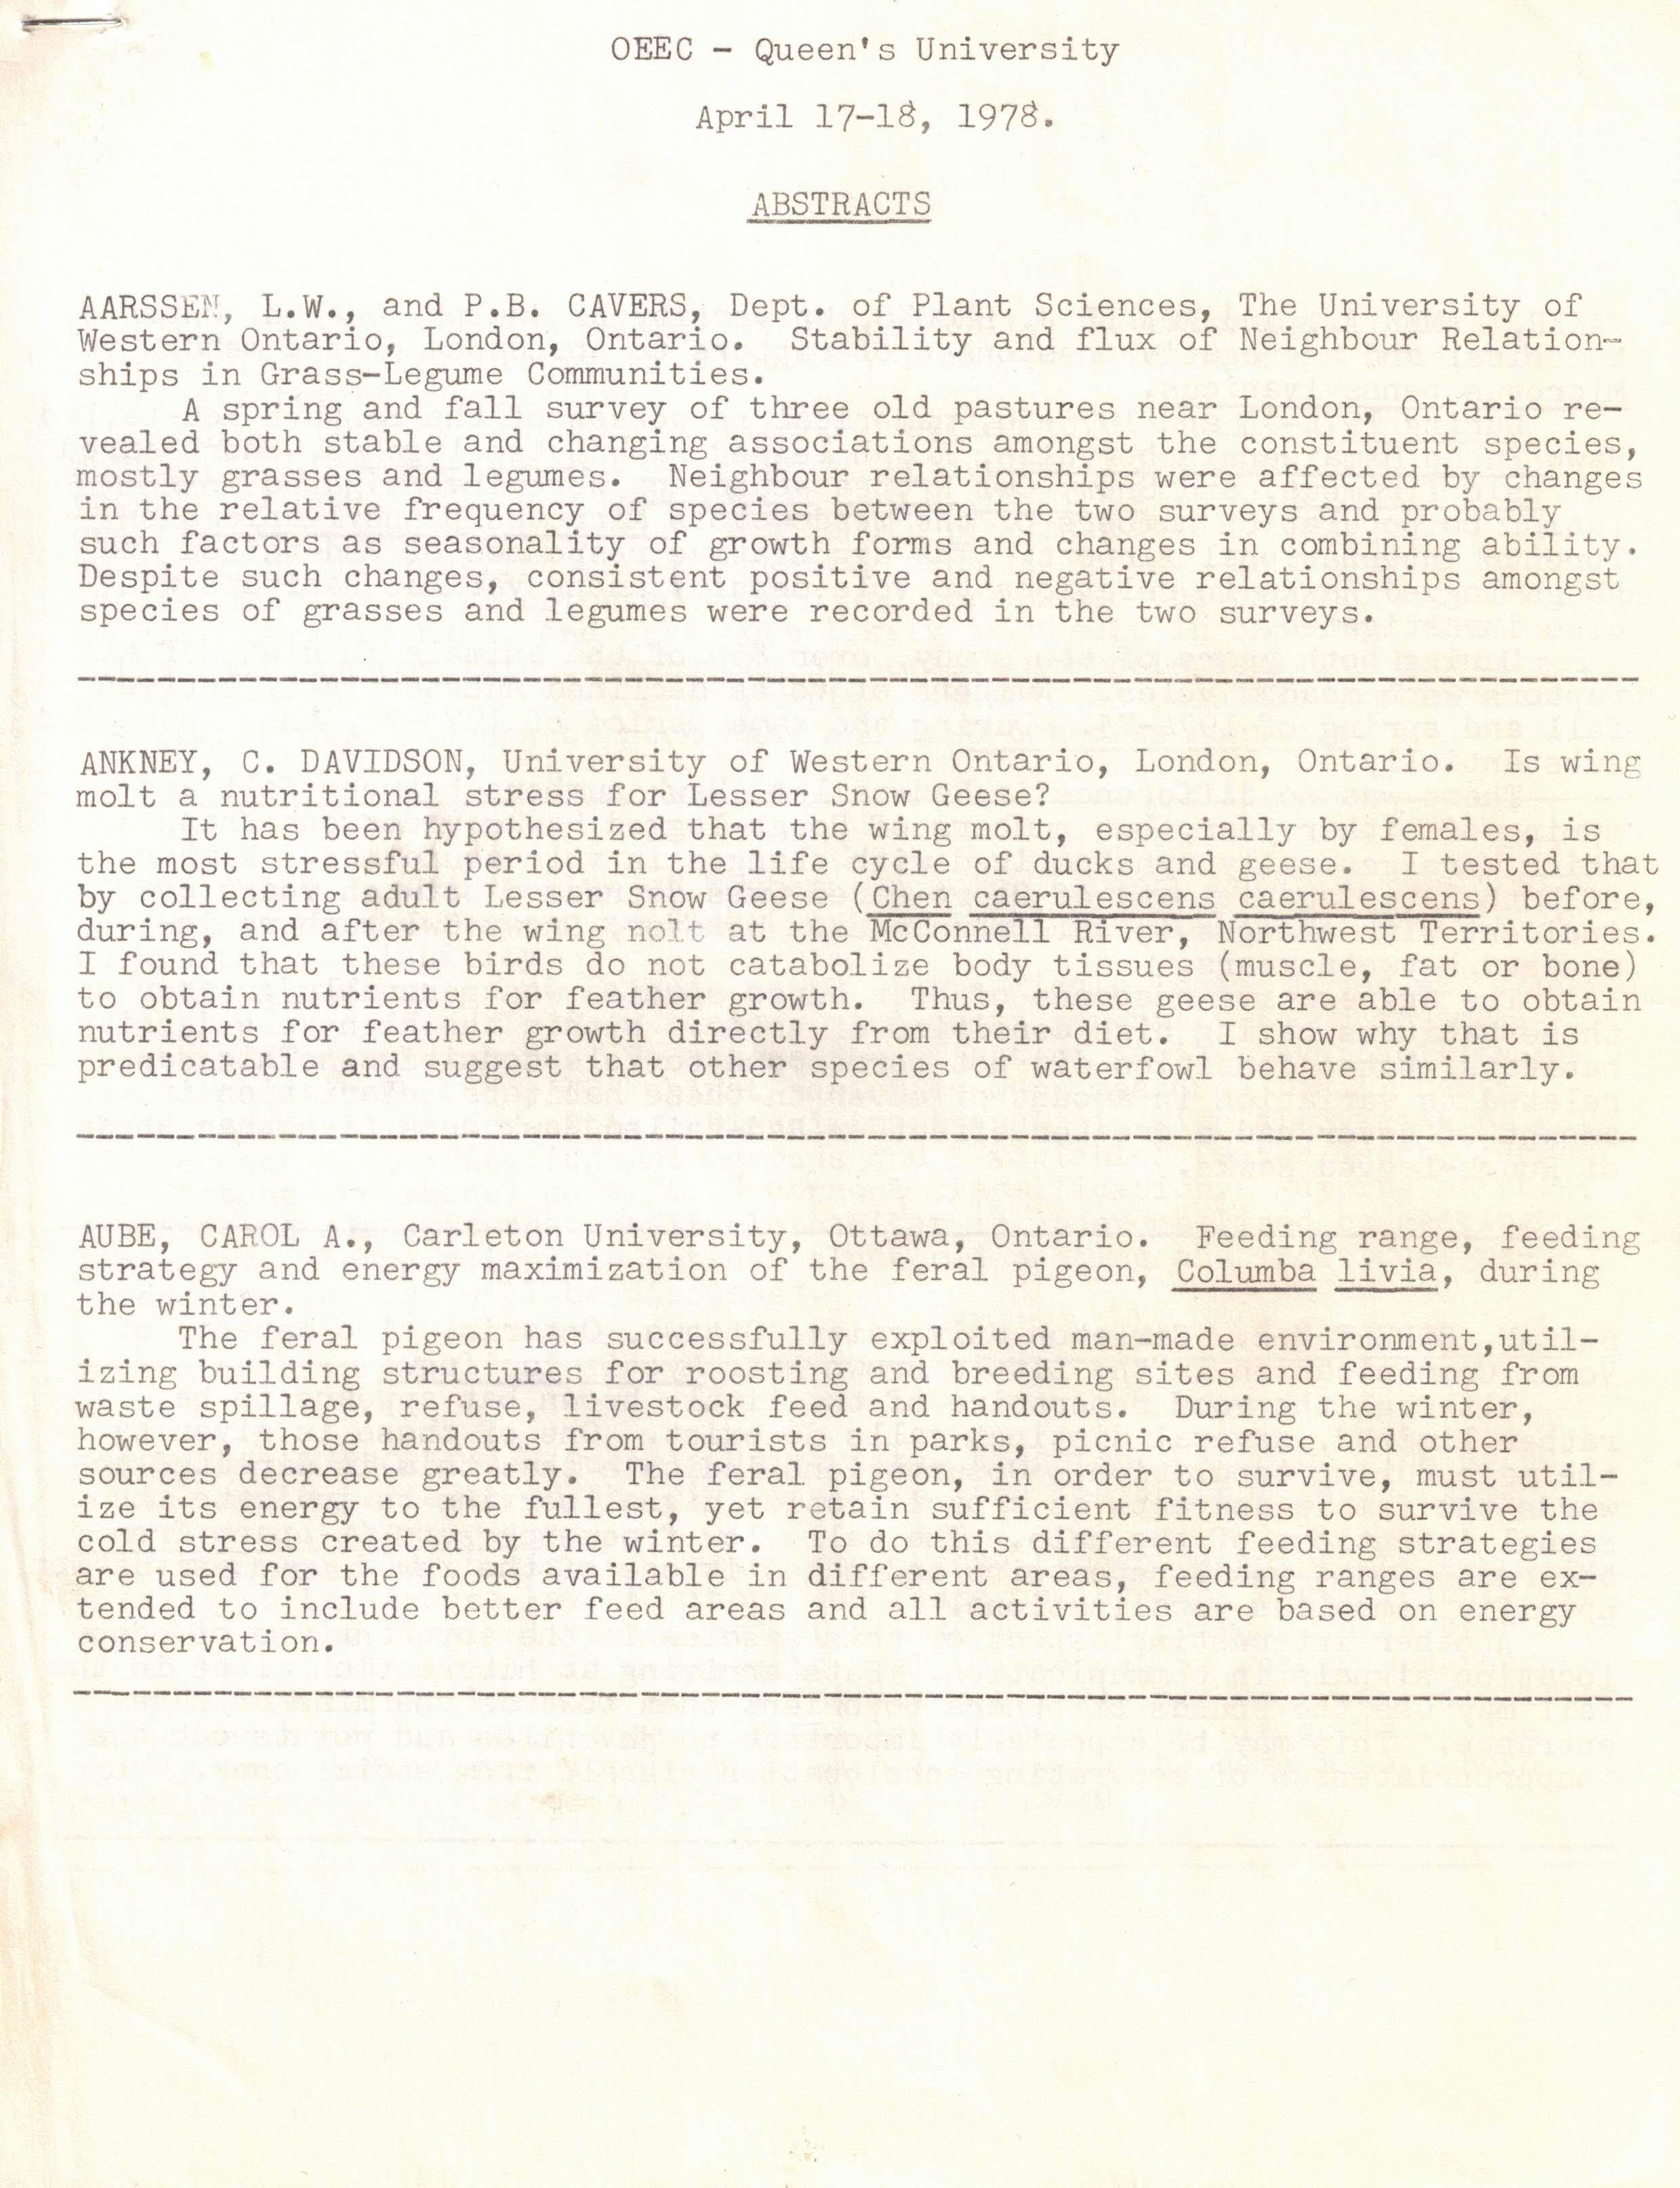 OEEC - Queen's University
April 17-18, 1978.
ABSTRACTS
AARSSEN, L.W., and P.B. CAVERS, Dept. of Plant Sciences, The University of
Western Ontario, London, Ontario.  Stability and flux of Neighbour Relation-
ships in Grass-Legume Communities.
A spring and fall survey of three old pastures near London, Ontario re-
vealed both stable and changing associations amongst the constituent species,
mostly grasses and legumes.  Neighbour relationships were affected by changes
in the relative frequency of species between the two surveys and probably
such factors as seasonality of growth forms and changes in combining ability.
Despite such changes, consistent positive and negative relationships amongst
species of grasses and legumes were recorded in the two surveys.
ANKNEY, C. DAVIDSON, University of Western Ontario, London, Ontario.  Is wing
molt a nutritional stress for Lesser Snow Geese?
It has been hypothesized that the wing molt, especially by females, is
the most stressful period in the life cycle of ducks and geese.  I tested that
by collecting adult Lesser Snow Geese (Chen caerulescens caerulescens) before,
during, and after the wing nolt at the McConnell River, Northwest Territories.
I found that these birds do not catabolize body tissues (muscle, fat or bone)
to obtain nutrients for feather growth.  Thus, these geese are able to obtain
nutrients for feather growth directly from their diet.  I show why that is
predicatable and suggest that other species of waterfowl behave similarly.
AUBE, CAROL A., Carleton University, Ottawa, Ontario.  Feeding range, feeding
strategy and energy maximization of the feral pigeon, Columba livia, during
the winter.
The feral pigeon has successfully exploited man-made environment,util-
izing building structures for roosting and breeding sites and feeding from
waste spillage, refuse, livestock feed and handouts.  During the winter,
however, those handouts from tourists in parks, picnic refuse and other
sources decrease greatly.  The feral pigeon, in order to survive, must util-
ize its energy to the fullest, yet retain sufficient fitness to survive the
cold stress created by the winter.  To do this different feeding strategies
are used for the foods available in different areas, feeding ranges are ex-
tended to include better feed areas and all activities are based on energy
conservation.